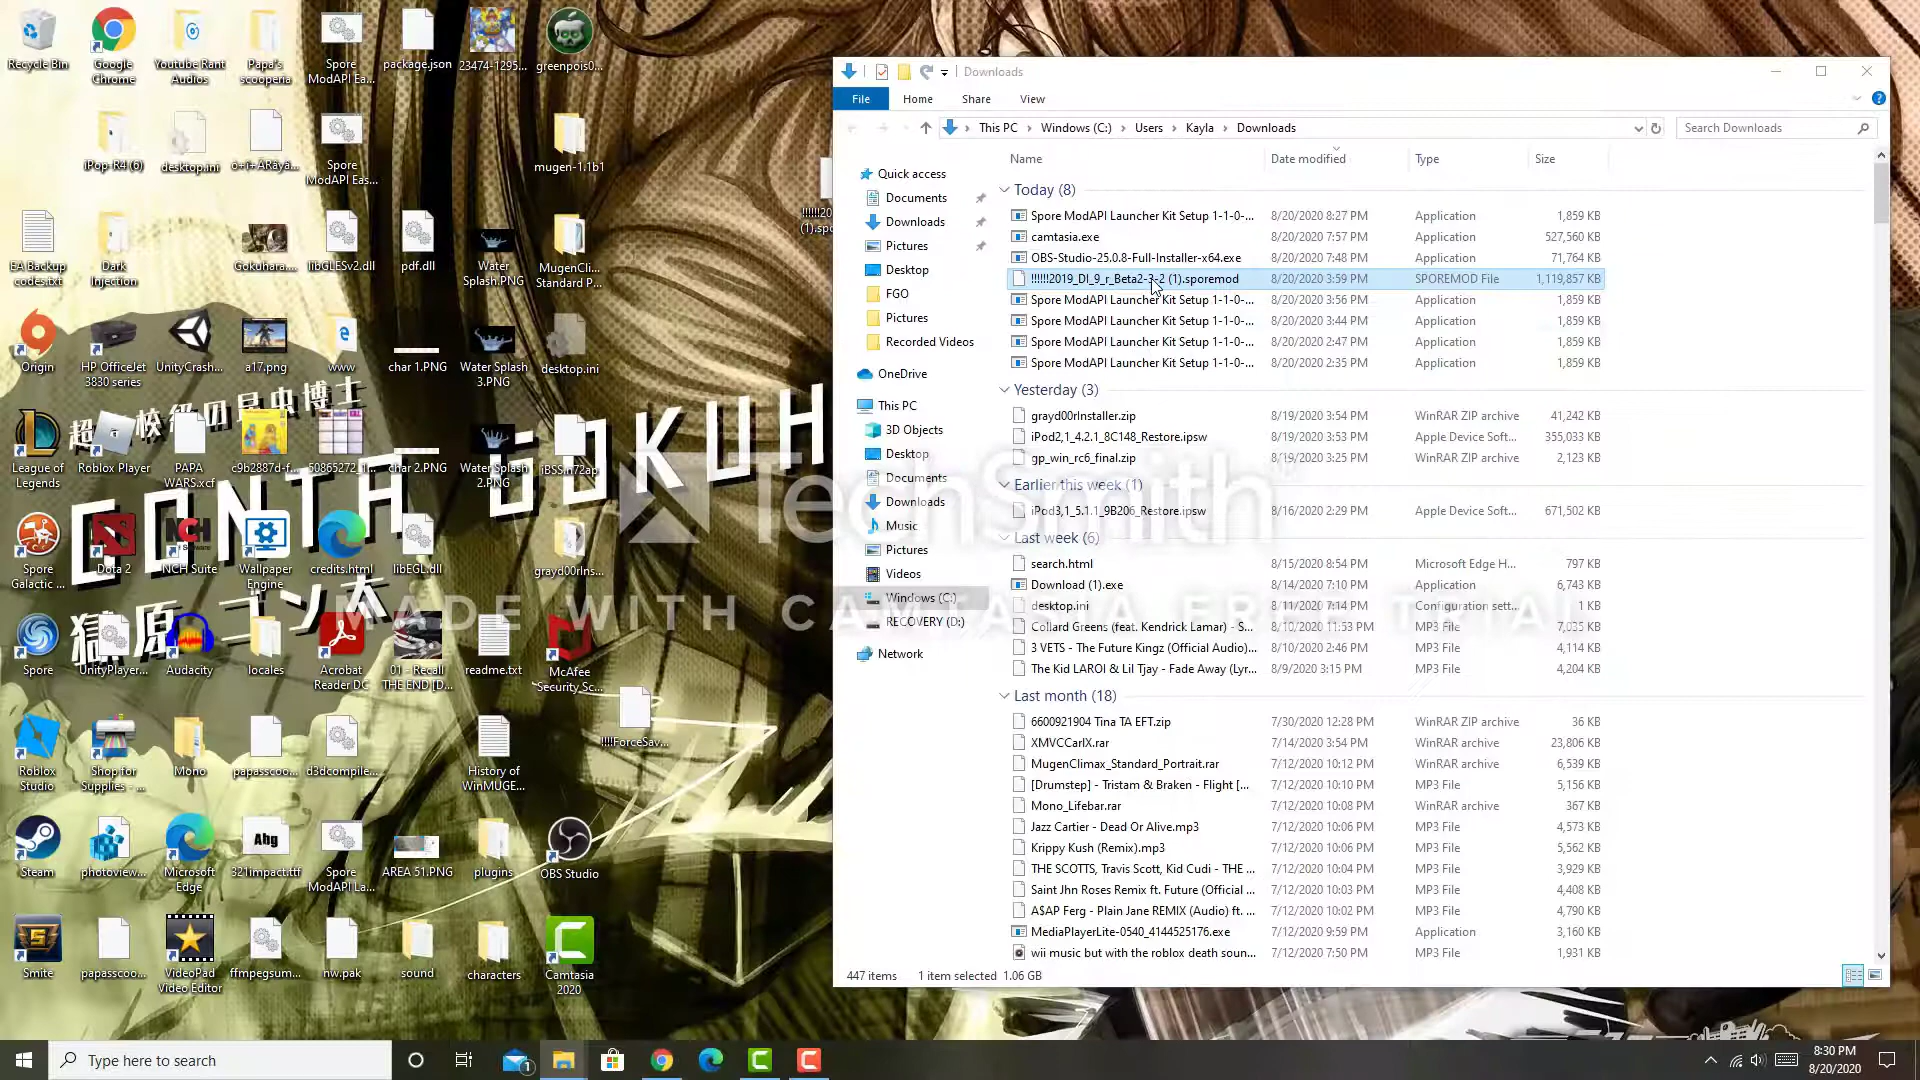 Recycle Bin
Google
Chrome
Youtube Rant
Audios
Papa's
scooperia
Spore
ModAPI Ea...
package.json
23474-1295...
greenpois0...
iPop-R4 (6)
desktop.ini
Spore
ModAPI Eas...
mugen-1.1b1
EA Backup
codes.txt
Dark
Injection
Gokuhara....
libGLESv2.dll
pdf.dll
Water
Splash.PNG
MugenCli...
Standard P...
Origin
HP OfficeJet
3830 series
UnityCrash...
a17.png
www
char 1.PNG
Water Splash
3.PNG
desktop.ini
League of
Legends
Roblox Player
PAPA
WARS.xcf
c9b2887d-f...
50865272_1...
char 2.PNG
Water Splash
2.PNG
iBSS.n72ap...
Spore
Galactic ...
Dota 2
NCH Suite
Wallpaper
Engine
credits.html
libEGL.dll
grayd00rIns...
Spore
UnityPlayer...
Audacity
locales
Acrobat
Reader DC
01 - Recall
THE END [D...
readme.txt
McAfee
Security Sc...
!!!!ForceSav...
Roblox
Studio
Shop for
Supplies - ...
Mono
papasscoo...
d3dcompile...
History of
WinMUGE...
Steam
photoview...
Microsoft
Edge
Abg
321impact.ttf
Spore
ModAPI La...
AREA 51.PNG
plugins
OBS Studio
Smite
papasscoo...
VideoPad
Video Editor
ffmpegsum...
nw.pak
sound
characters
Camtasia
2020
超高校級の昆虫博士
GONTA GOKUH
獄原ゴン太
TechSmith
MADE WITH CAMTASIA FREE TRIAL
Downloads
File Home Share View
This PC › Windows (C:) › Users › Kayla › Downloads
Search Downloads
Name Date modified Type Size
Quick access
Documents
Downloads
Pictures
Desktop
FGO
Pictures
Recorded Videos
OneDrive
This PC
3D Objects
Desktop
Documents
Downloads
Music
Pictures
Videos
Windows (C:)
RECOVERY (D:)
Network
Today (8)
Spore ModAPI Launcher Kit Setup 1-1-0-... 8/20/2020 8:27 PM Application 1,859 KB
camtasia.exe 8/20/2020 7:57 PM Application 527,560 KB
OBS-Studio-25.0.8-Full-Installer-x64.exe 8/20/2020 7:48 PM Application 71,764 KB
!!!!!!2019_DI_9_r_Beta2-3-2 (1).sporemod 8/20/2020 3:59 PM SPOREMOD File 1,119,857 KB
Spore ModAPI Launcher Kit Setup 1-1-0-... 8/20/2020 3:56 PM Application 1,859 KB
Spore ModAPI Launcher Kit Setup 1-1-0-... 8/20/2020 3:44 PM Application 1,859 KB
Spore ModAPI Launcher Kit Setup 1-1-0-... 8/20/2020 2:47 PM Application 1,859 KB
Spore ModAPI Launcher Kit Setup 1-1-0-... 8/20/2020 2:35 PM Application 1,859 KB
Yesterday (3)
grayd00rInstaller.zip 8/19/2020 3:54 PM WinRAR ZIP archive 41,242 KB
iPod2,1_4.2.1_8C148_Restore.ipsw 8/19/2020 3:53 PM Apple Device Soft... 355,033 KB
gp_win_rc6_final.zip 8/19/2020 3:25 PM WinRAR ZIP archive 2,123 KB
Earlier this week (1)
iPod3,1_5.1.1_9B206_Restore.ipsw 8/16/2020 2:29 PM Apple Device Soft... 671,502 KB
Last week (6)
search.html 8/15/2020 8:54 PM Microsoft Edge H... 797 KB
Download (1).exe 8/14/2020 7:10 PM Application 6,743 KB
desktop.ini 8/11/2020 7:14 PM Configuration sett... 1 KB
Collard Greens (feat. Kendrick Lamar) - S... 8/10/2020 11:53 PM MP3 File 7,035 KB
3 VETS - The Future Kingz (Official Audio)... 8/10/2020 2:46 PM MP3 File 4,114 KB
The Kid LAROI & Lil Tjay - Fade Away (Lyr... 8/9/2020 3:15 PM MP3 File 4,204 KB
Last month (18)
6600921904 Tina TA EFT.zip 7/30/2020 12:28 PM WinRAR ZIP archive 36 KB
XMVCCarIX.rar 7/14/2020 3:54 PM WinRAR archive 23,806 KB
MugenClimax_Standard_Portrait.rar 7/12/2020 10:12 PM WinRAR archive 6,539 KB
[Drumstep] - Tristam & Braken - Flight [... 7/12/2020 10:10 PM MP3 File 5,156 KB
Mono_Lifebar.rar 7/12/2020 10:08 PM WinRAR archive 367 KB
Jazz Cartier - Dead Or Alive.mp3 7/12/2020 10:06 PM MP3 File 4,573 KB
Krippy Kush (Remix).mp3 7/12/2020 10:06 PM MP3 File 5,562 KB
THE SCOTTS, Travis Scott, Kid Cudi - THE ... 7/12/2020 10:04 PM MP3 File 3,929 KB
Saint Jhn Roses Remix ft. Future (Official ... 7/12/2020 10:03 PM MP3 File 4,408 KB
A$AP Ferg - Plain Jane REMIX (Audio) ft. ... 7/12/2020 10:02 PM MP3 File 4,790 KB
MediaPlayerLite-0540_4144525176.exe 7/12/2020 9:59 PM Application 3,160 KB
wii music but with the roblox death soun... 7/12/2020 7:50 PM MP3 File 1,931 KB
447 items 1 item selected 1.06 GB
Type here to search
1
8:30 PM
8/20/2020